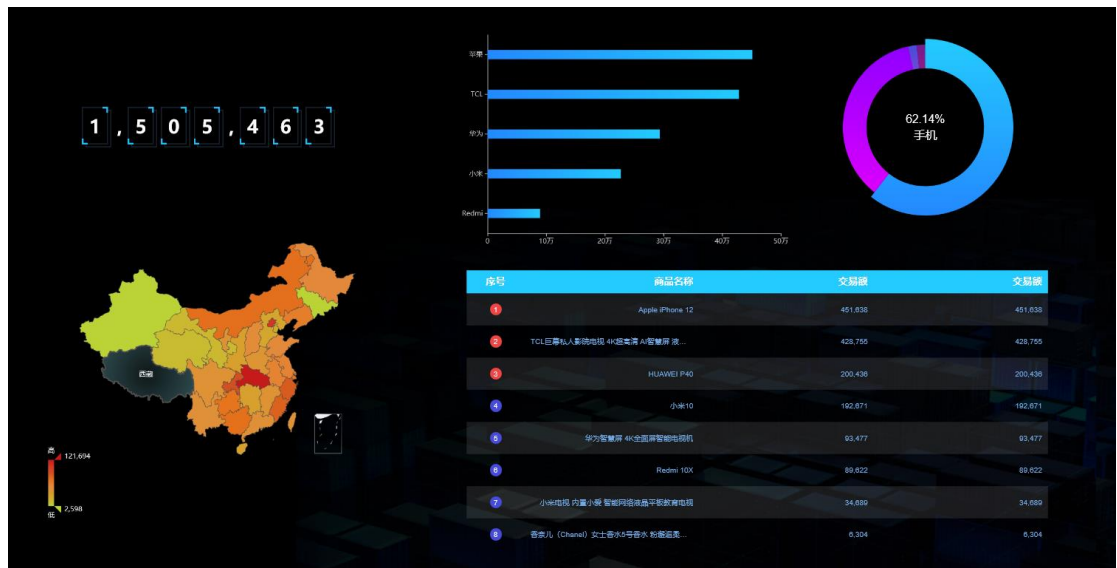 1,505,463
苹果
TCL
华为
小米
Redmi
0 10万 20万 30万 40万 50万
62.14%
手机
西藏
高
121,694
2,598
低
序号 商品名称 交易额 交易额
1 Apple iPhone 12 451,638 451,638
2 TCL巨幕私人影院电视 4K超高清 AI智慧屏 液... 428,755 428,755
3 HUAWEI P40 200,436 200,436
4 小米10 192,671 192,671
5 华为智慧屏 4K全面屏智能电视机 93,477 93,477
6 Redmi 10X 89,622 89,622
7 小米电视 内置小爱 智能网络液晶平板教育电视 34,689 34,689
8 香奈儿（Chanel）女士香水5号香水 粉邂逅柔... 6,304 6,304